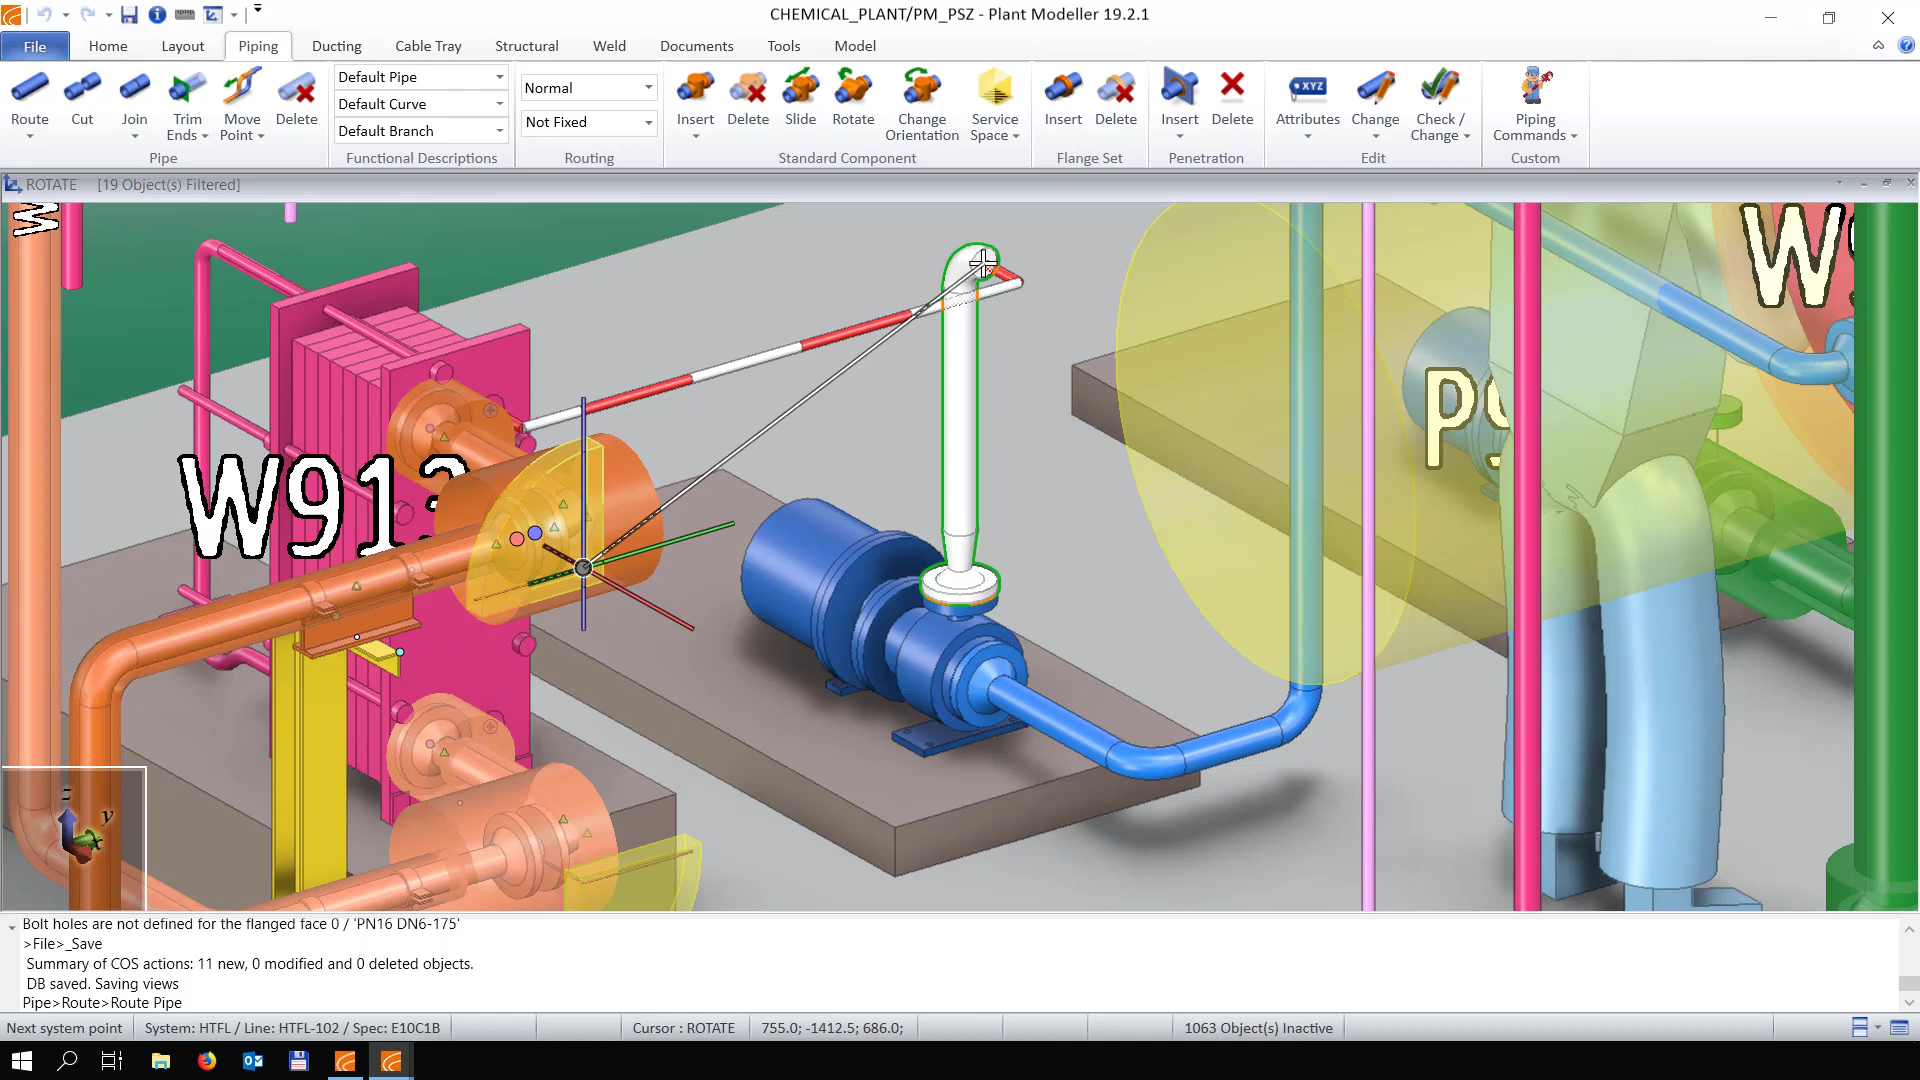 CHEMICAL_PLANT/PM_PSZ - Plant Modeller 19.2.1
File Home Layout Piping Ducting Cable Tray Structural Weld Documents Tools Model
Route Cut Join Trim Ends Move Point Delete
Pipe
Default Pipe
Default Curve
Default Branch
Functional Descriptions
Normal
Not Fixed
Routing
Insert Delete Slide Rotate Change Orientation Service Space
Standard Component
Insert Delete
Flange Set
Insert Delete
Penetration
XYZ
Attributes Change Check / Change
Edit
Piping Commands
Custom
ROTATE [19 Object(s) Filtered]
W
W913
z
y
x
Bolt holes are not defined for the flanged face 0 / 'PN16 DN6-175'
>File>_Save
Summary of COS actions: 11 new, 0 modified and 0 deleted objects.
DB saved. Saving views
Pipe>Route>Route Pipe
Next system point System: HTFL / Line: HTFL-102 / Spec: E10C1B Cursor : ROTATE 755.0; -1412.5; 686.0; 1063 Object(s) Inactive